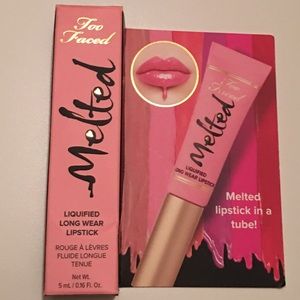 Too
Faced
Melted
LIQUIFIED
LONG WEAR
LIPSTICK
ROUGE À LÈVRES
FLUIDE LONGUE
TENUE
Net Wt.
5 mL / 0.16 Fl. Oz.
Too
Faced
Melted
LIQUIFIED
LONG WEAR LIPSTICK
Melted
lipstick in a
tube!